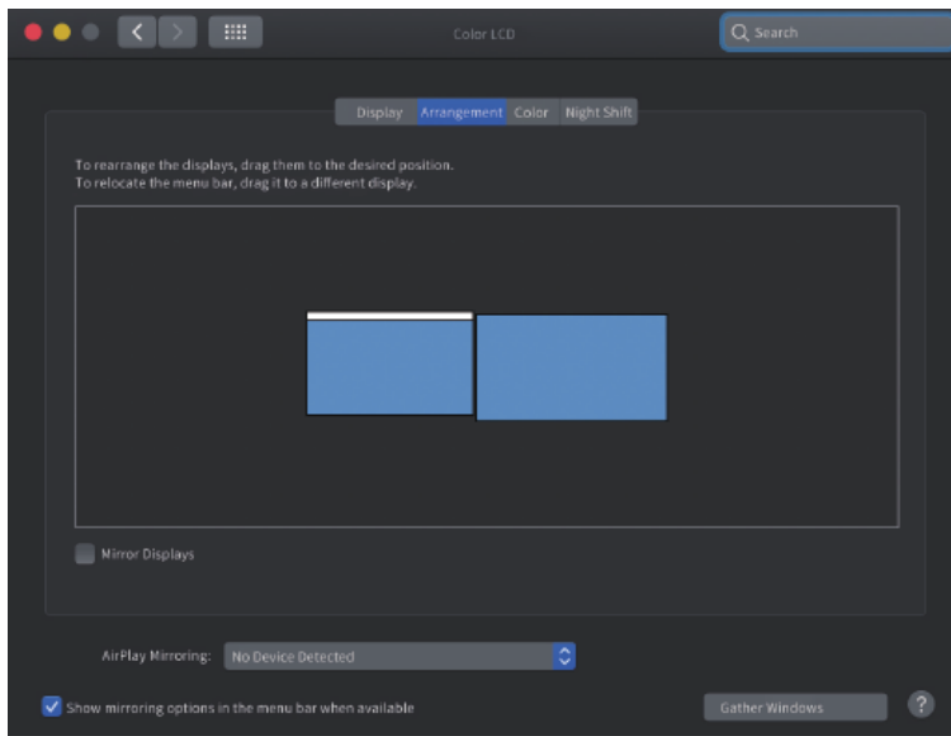 Color LCD
Search
Display Arrangement Color Night Shift
To rearrange the displays, drag them to the desired position.
To relocate the menu bar, drag it to a different display.
Mirror Displays
AirPlay Mirroring: No Device Detected
Show mirroring options in the menu bar when available
Gather Windows ?